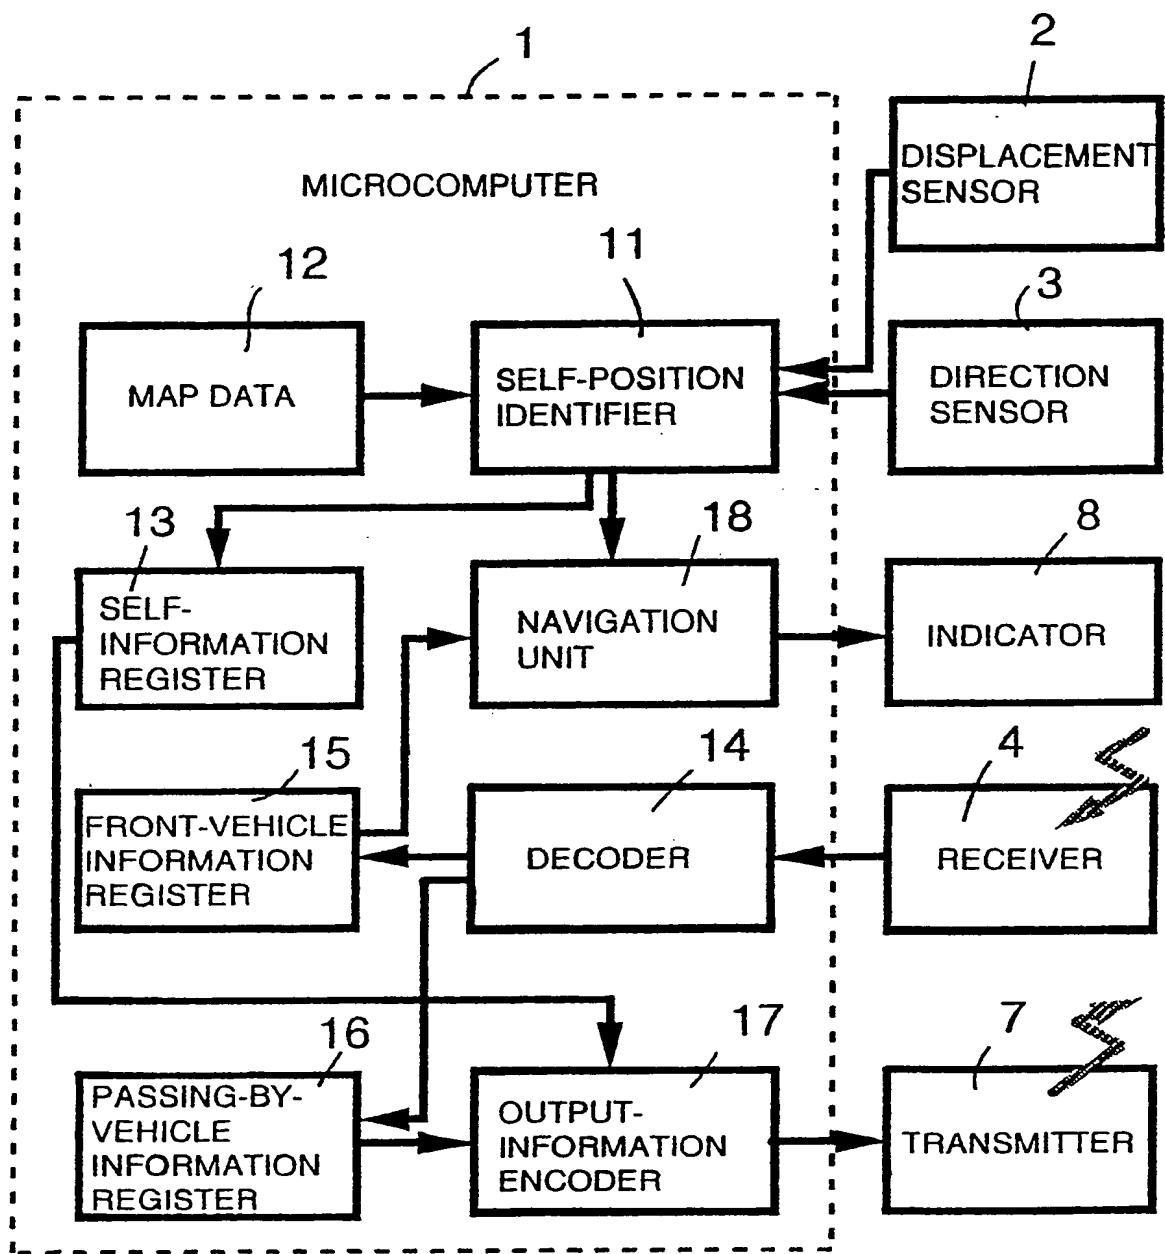 1
2
DISPLACEMENT
SENSOR
MICROCOMPUTER
12
11
3
MAP DATA
SELF-POSITION
IDENTIFIER
DIRECTION
SENSOR
13
18
8
SELF-
INFORMATION
REGISTER
NAVIGATION
UNIT
INDICATOR
15
14
4
FRONT-VEHICLE
INFORMATION
REGISTER
DECODER
RECEIVER
16
17
7
PASSING-BY-
VEHICLE
INFORMATION
REGISTER
OUTPUT-
INFORMATION
ENCODER
TRANSMITTER